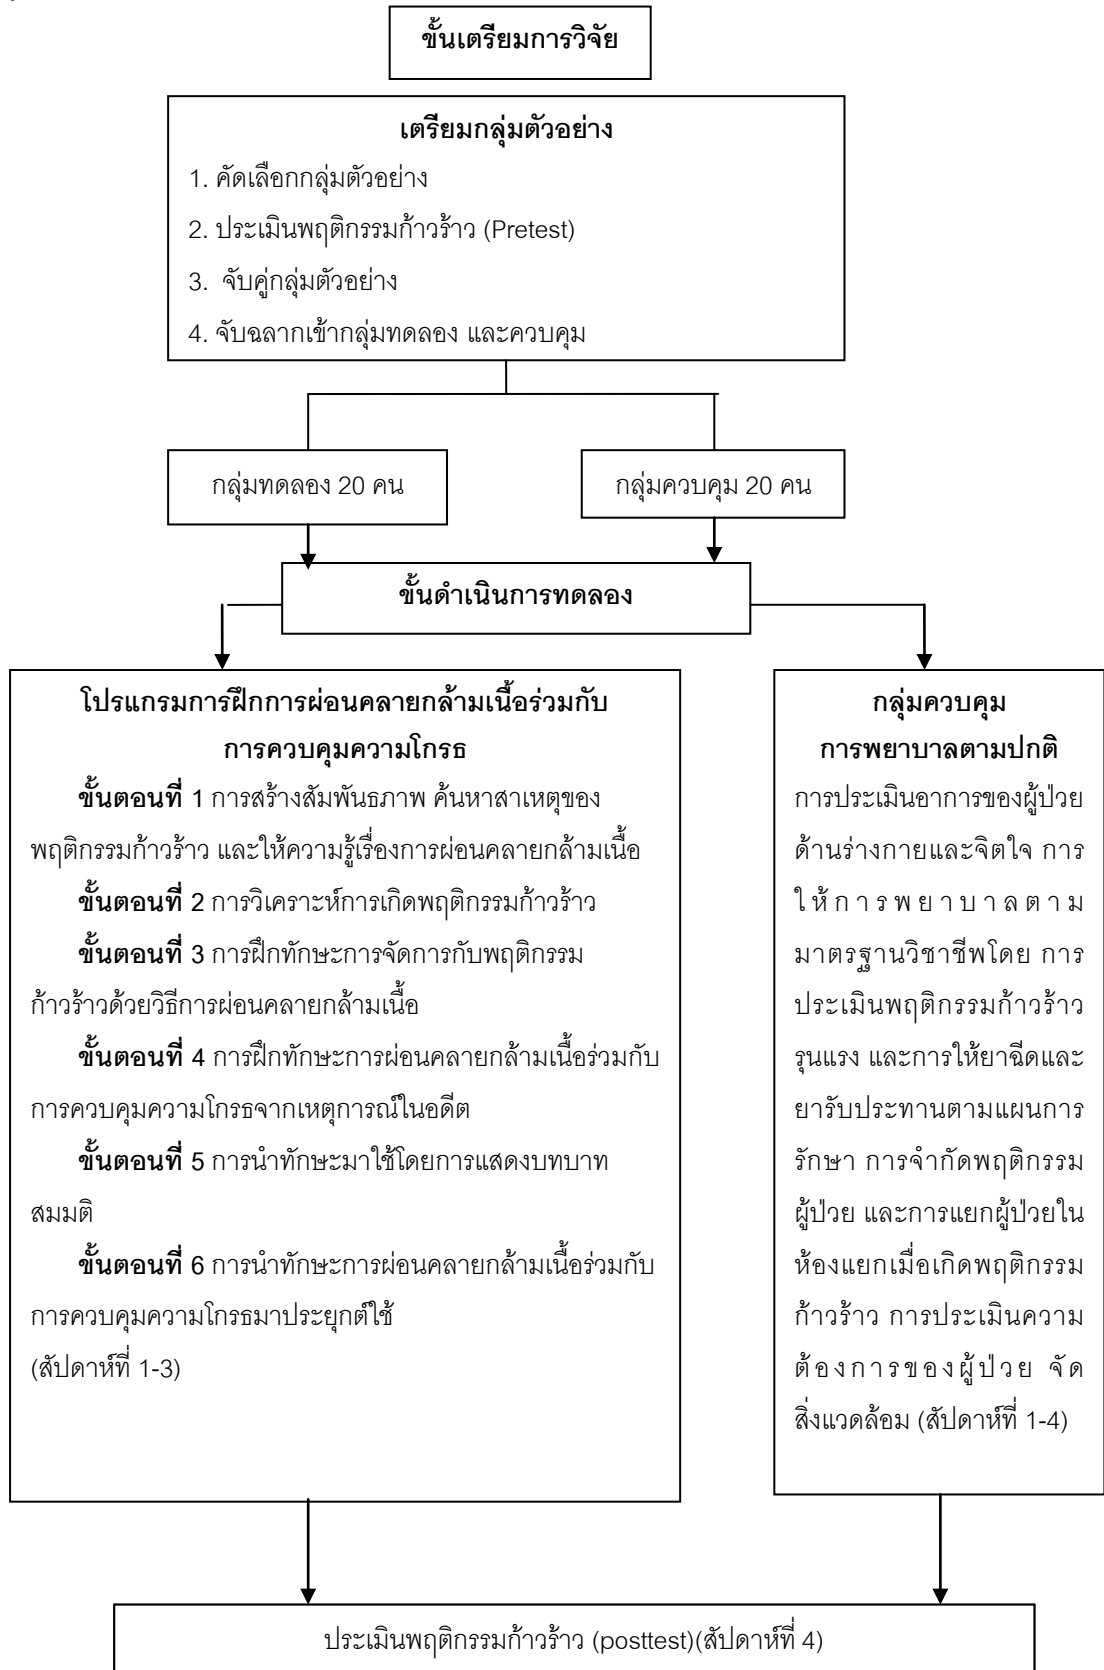 ขั้นเตรียมการวิจัย
เตรียมกลุ่มตัวอย่าง
1. คัดเลือกกลุ่มตัวอย่าง
2. ประเมินพฤติกรรมก้าวร้าว (Pretest)
3. จับคู่กลุ่มตัวอย่าง
4. จับฉลากเข้ากลุ่มทดลอง และควบคุม
กลุ่มทดลอง 20 คน
กลุ่มควบคุม 20 คน
ขั้นดำเนินการทดลอง
โปรแกรมการฝึกการผ่อนคลายกล้ามเนื้อร่วมกับ
การควบคุมความโกรธ
ขั้นตอนที่ 1 การสร้างสัมพันธภาพ ค้นหาสาเหตุของ
พฤติกรรมก้าวร้าว และให้ความรู้เรื่องการผ่อนคลายกล้ามเนื้อ
ขั้นตอนที่ 2 การวิเคราะห์การเกิดพฤติกรรมก้าวร้าว
ขั้นตอนที่ 3 การฝึกทักษะการจัดการกับพฤติกรรม
ก้าวร้าวด้วยวิธีการผ่อนคลายกล้ามเนื้อ
ขั้นตอนที่ 4 การฝึกทักษะการผ่อนคลายกล้ามเนื้อร่วมกับ
การควบคุมความโกรธจากเหตุการณ์ในอดีต
ขั้นตอนที่ 5 การนำทักษะมาใช้โดยการแสดงบทบาท
สมมติ
ขั้นตอนที่ 6 การนำทักษะการผ่อนคลายกล้ามเนื้อร่วมกับ
การควบคุมความโกรธมาประยุกต์ใช้
(สัปดาห์ที่ 1-3)
กลุ่มควบคุม
การพยาบาลตามปกติ
การประเมินอาการของผู้ป่วย
ด้านร่างกายและจิตใจ การ
ให้การพยาบาลตาม
มาตรฐานวิชาชีพโดย การ
ประเมินพฤติกรรมก้าวร้าว
รุนแรง และการให้ยาฉีดและ
ยารับประทานตามแผนการ
รักษา การจำกัดพฤติกรรม
ผู้ป่วย และการแยกผู้ป่วยใน
ห้องแยกเมื่อเกิดพฤติกรรม
ก้าวร้าว การประเมินความ
ต้องการของผู้ป่วย จัด
สิ่งแวดล้อม (สัปดาห์ที่ 1-4)
ประเมินพฤติกรรมก้าวร้าว (posttest)(สัปดาห์ที่ 4)